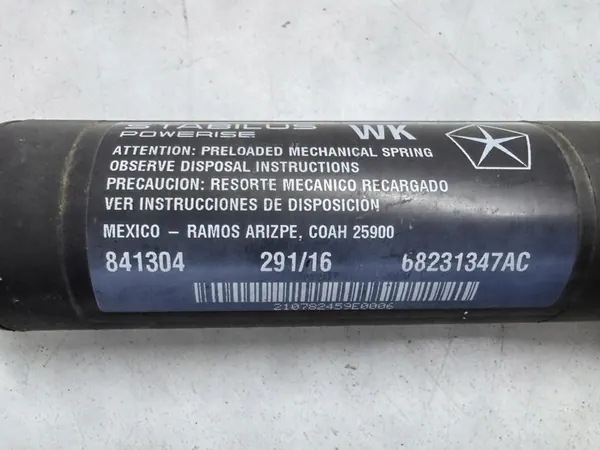 STABILUS
POWERISE WK
ATTENTION: PRELOADED MECHANICAL SPRING
OBSERVE DISPOSAL INSTRUCTIONS
PRECAUCION: RESORTE MECANICO RECARGADO
VER INSTRUCCIONES DE DISPOSICIÓN
MEXICO – RAMOS ARIZPE, COAH 25900
841304 291/16 68231347AC
210782459E0006